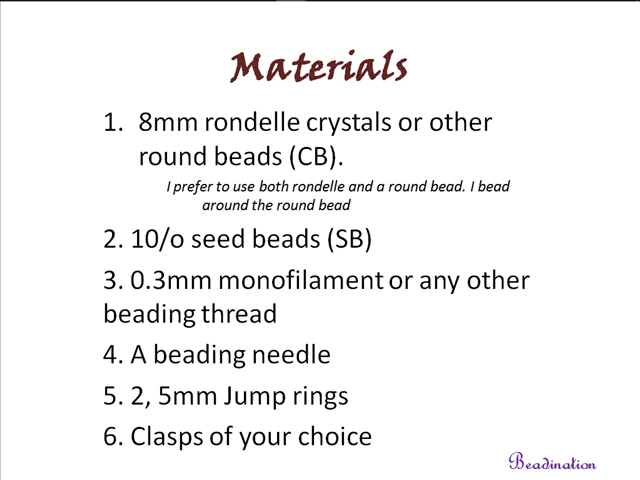 Materials
1. 8mm rondelle crystals or other
round beads (CB).
I prefer to use both rondelle and a round bead. I bead
around the round bead
2. 10/o seed beads (SB)
3. 0.3mm monofilament or any other
beading thread
4. A beading needle
5. 2, 5mm Jump rings
6. Clasps of your choice
Beadination